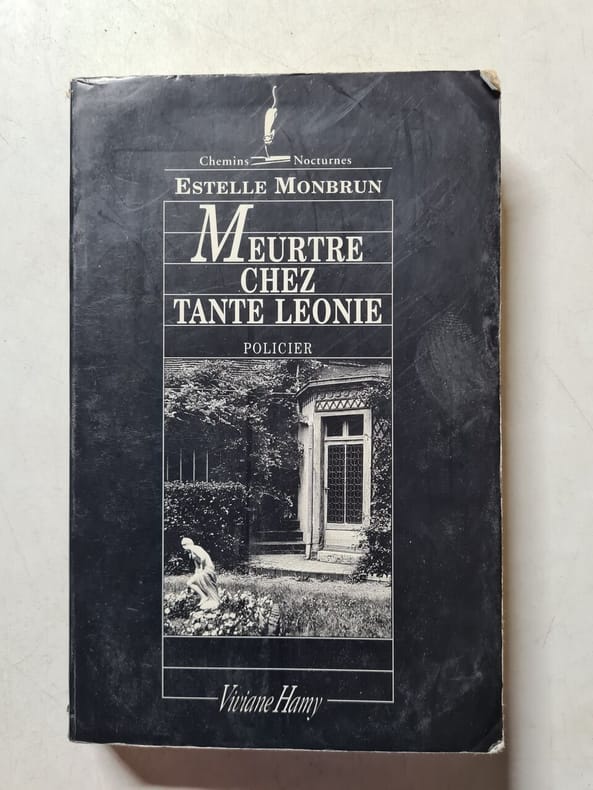 Chemins Nocturnes
ESTELLE MONBRUN
MEURTRE
CHEZ
TANTE LEONIE
POLICIER
Viviane Hamy